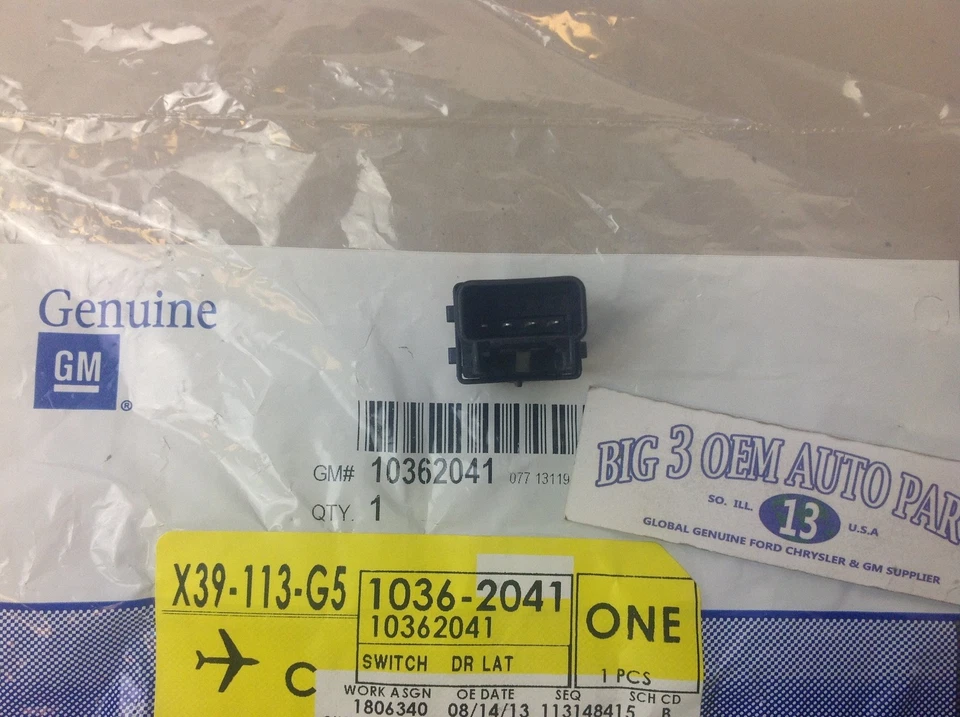 Genuine
GM
®
GM# 10362041 077 13119
QTY. 1
BIG 3 OEM AUTO
SO. ILL. 13 U.S.A
GLOBAL GENUINE FORD CHRYSLER & GM SUPPLIER
X39-113-G5
1036-2041
10362041
ONE
SWITCH DR LAT
1 PCS
C
WORK ASGN OE DATE SEQ SCH CD
1806340 08/14/13 113148415 B